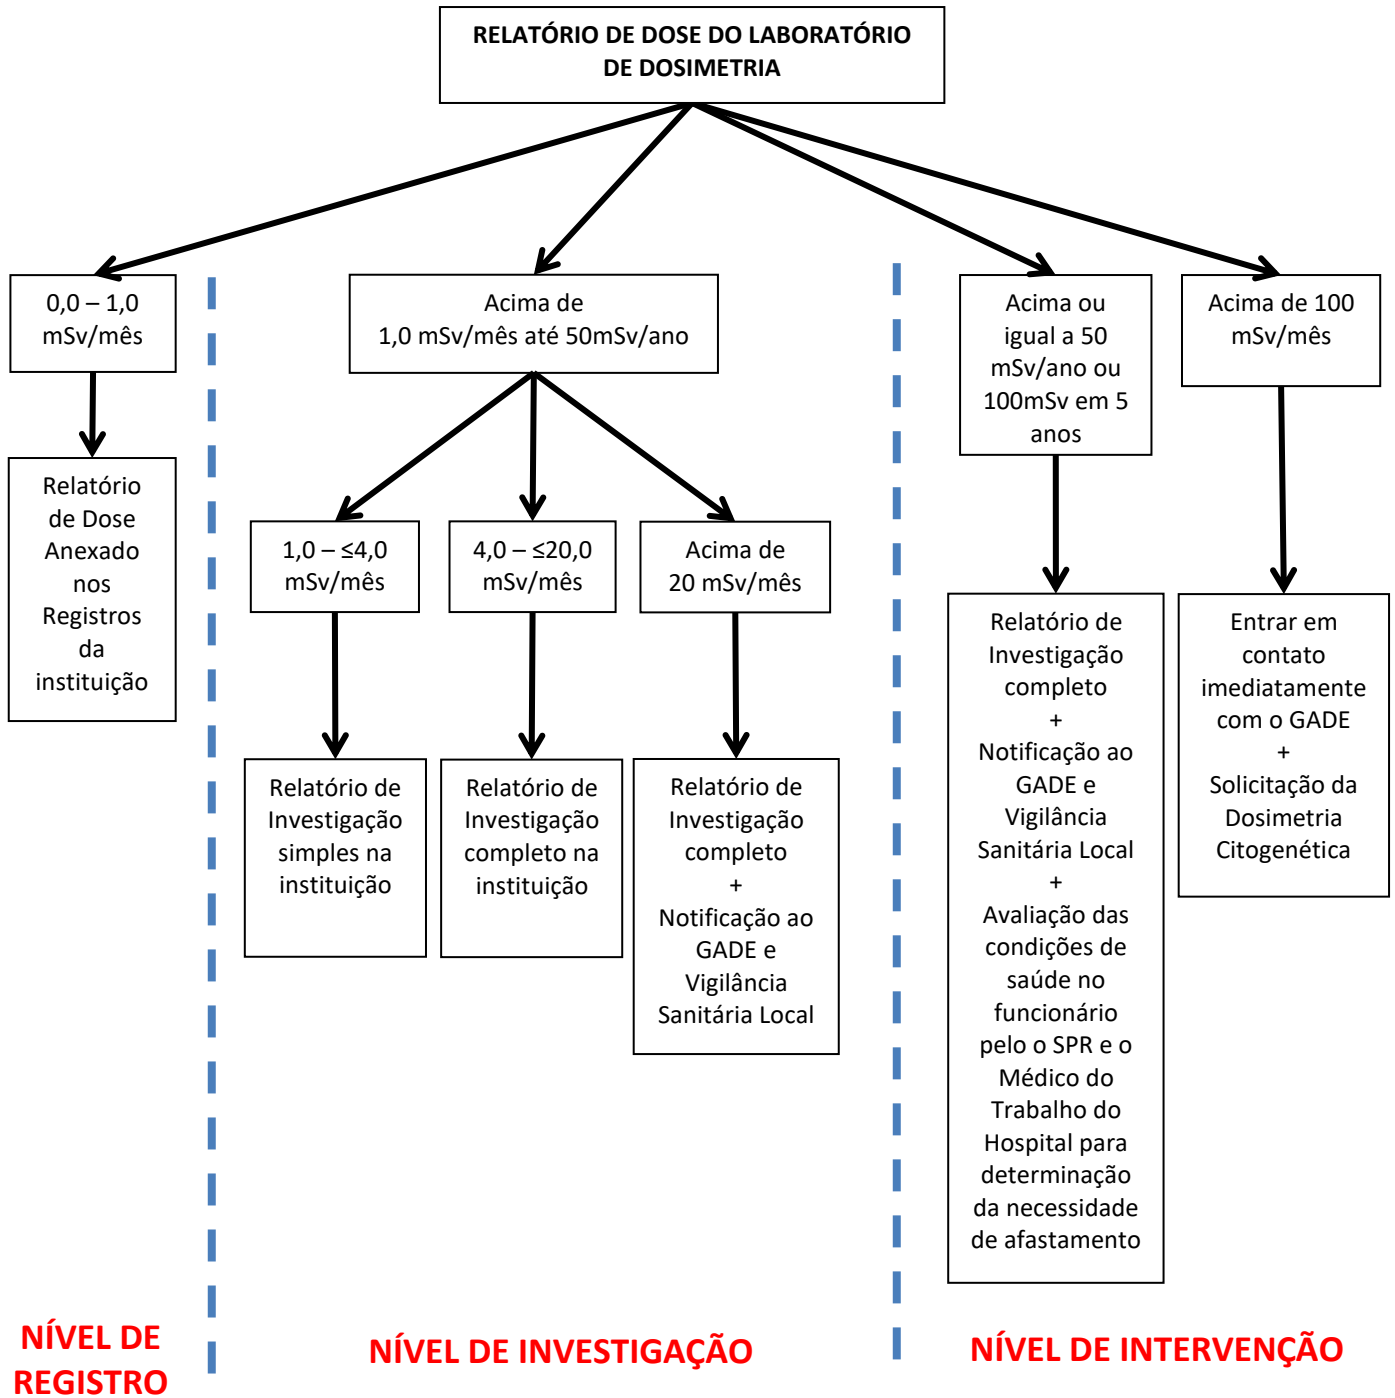 RELATÓRIO DE DOSE DO LABORATÓRIO
DE DOSIMETRIA
0,0 – 1,0
mSv/mês
Acima de
1,0 mSv/mês até 50mSv/ano
Acima ou
igual a 50
mSv/ano ou
100mSv em 5
anos
Acima de 100
mSv/mês
Relatório
de Dose
Anexado
nos
Registros
da
instituição
1,0 – ≤4,0
mSv/mês
4,0 – ≤20,0
mSv/mês
Acima de
20 mSv/mês
Relatório de
Investigação
simples na
instituição
Relatório de
Investigação
completo na
instituição
Relatório de
Investigação
completo
+
Notificação ao
GADE e
Vigilância
Sanitária Local
Relatório de
Investigação
completo
+
Notificação ao
GADE e
Vigilância
Sanitária Local
+
Avaliação das
condições de
saúde no
funcionário
pelo o SPR e o
Médico do
Trabalho do
Hospital para
determinação
da necessidade
de afastamento
Entrar em
contato
imediatamente
com o GADE
+
Solicitação da
Dosimetria
Citogenética
NÍVEL DE
REGISTRO
NÍVEL DE INVESTIGAÇÃO
NÍVEL DE INTERVENÇÃO